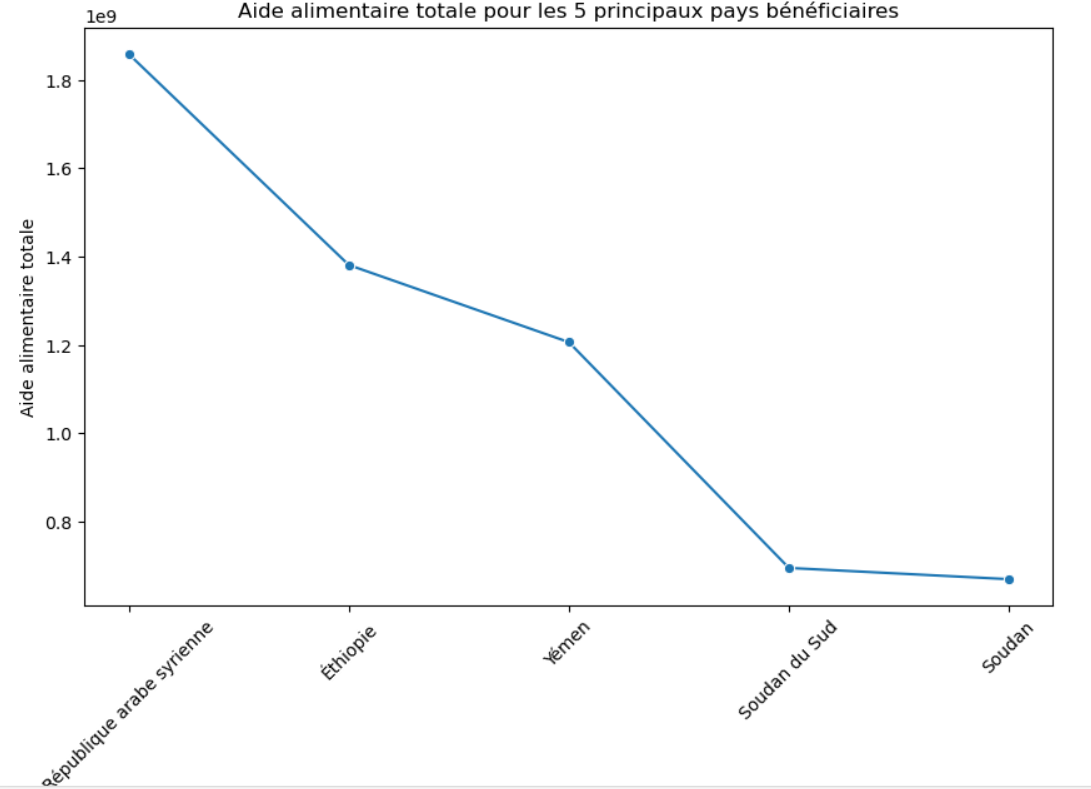 Aide alimentaire totale pour les 5 principaux pays bénéficiaires
1e9
1.8
1.6
1.4
1.2
1.0
0.8
Aide alimentaire totale
République arabe syrienne
Éthiopie
Yémen
Soudan du Sud
Soudan